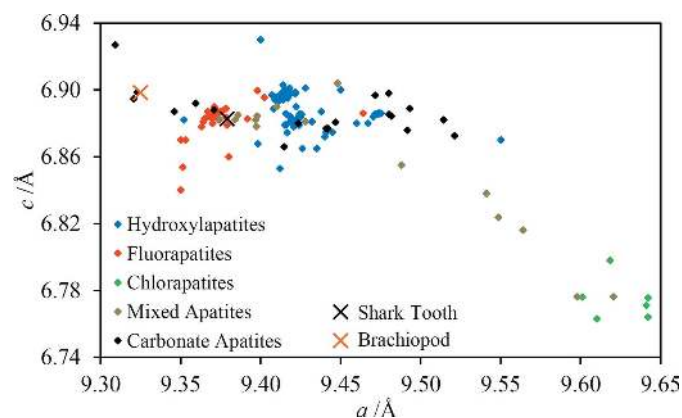 6.94
6.90
6.86
6.82
6.78
6.74
c /Å
Hydroxylapatites
Fluorapatites
Chlorapatites
Mixed Apatites
Carbonate Apatites
Shark Tooth
Brachiopod
9.30 9.35 9.40 9.45 9.50 9.55 9.60 9.65
a /Å